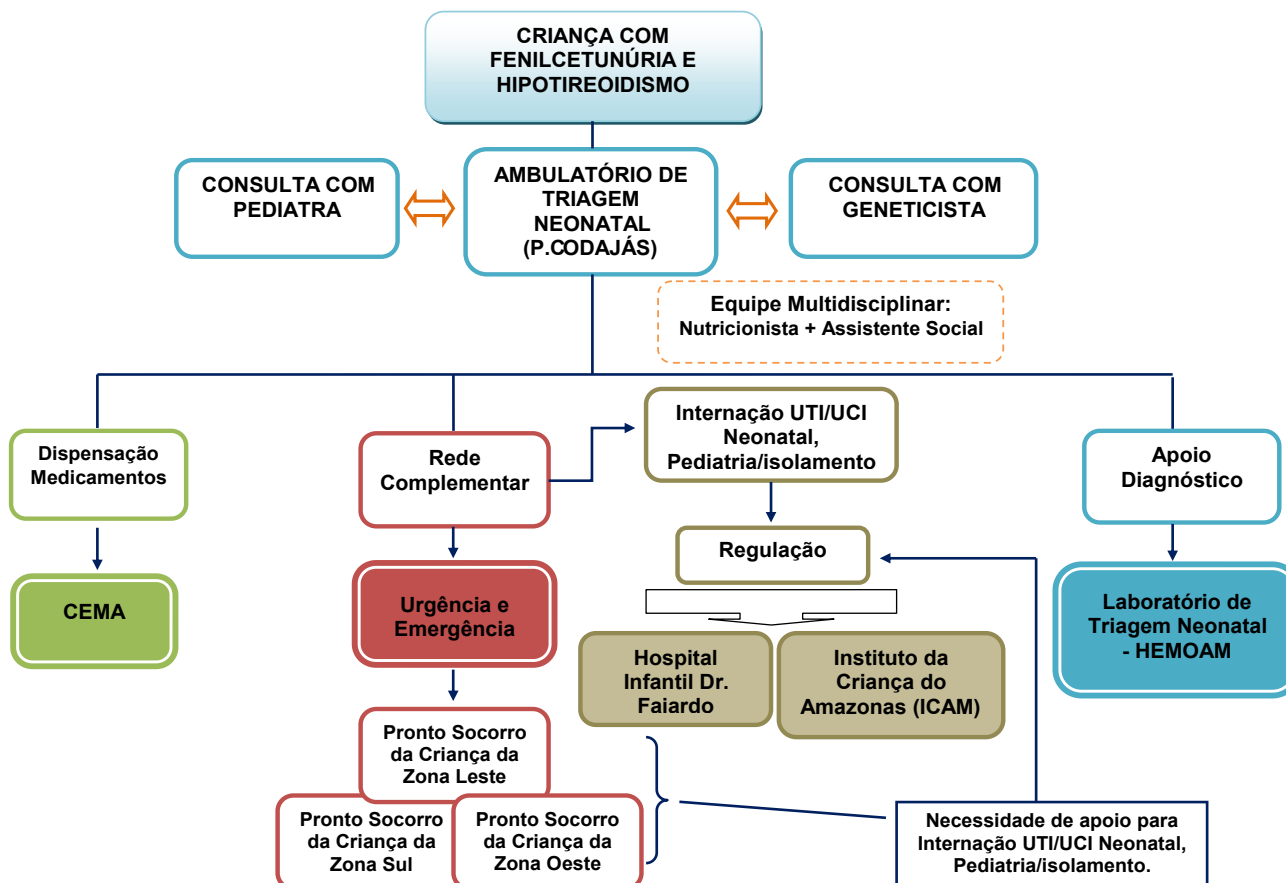 CRIANÇA COM
FENILCETUNÚRIA E
HIPOTIREOIDISMO
CONSULTA COM
PEDIATRA
AMBULATÓRIO DE
TRIAGEM
NEONATAL
(P.CODAJÁS)
CONSULTA COM
GENETICISTA
Equipe Multidisciplinar:
Nutricionista + Assistente Social
Dispensação
Medicamentos
Rede
Complementar
Internação UTI/UCI
Neonatal,
Pediatria/isolamento
Apoio
Diagnóstico
Regulação
CEMA
Urgência e
Emergência
Laboratório de
Triagem Neonatal
- HEMOAM
Hospital
Infantil Dr.
Faiardo
Instituto da
Criança do
Amazonas (ICAM)
Pronto Socorro
da Criança da
Zona Leste
Pronto Socorro
da Criança da
Zona Sul
Pronto Socorro
da Criança da
Zona Oeste
Necessidade de apoio para
Internação UTI/UCI Neonatal,
Pediatria/isolamento.